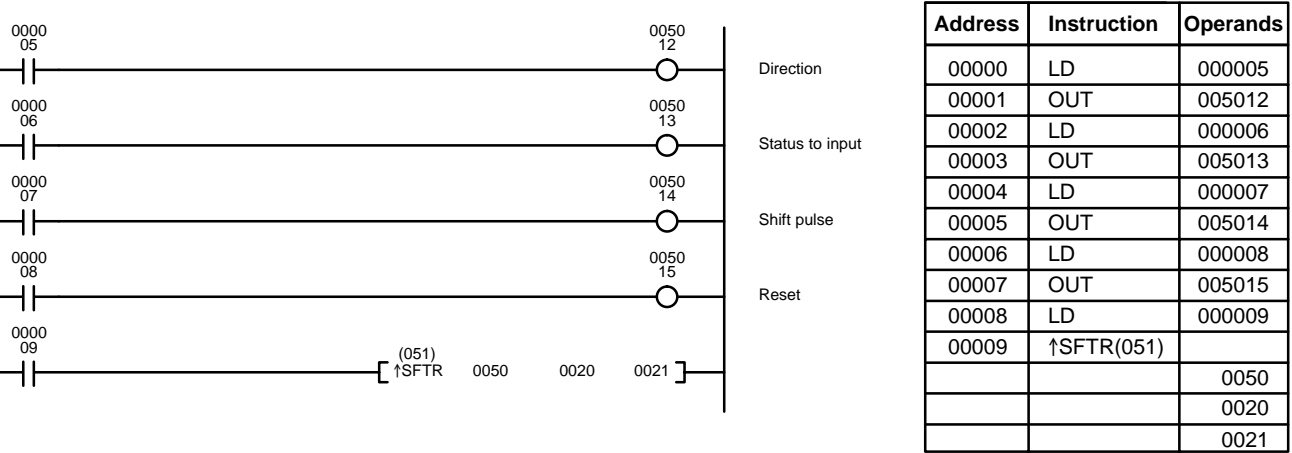 0000
05
0050
12
Direction
0000
06
0050
13
Status to input
0000
07
0050
14
Shift pulse
0000
08
0050
15
Reset
0000
09
(051)
↑SFTR 0050 0020 0021
Address Instruction Operands
00000 LD 000005
00001 OUT 005012
00002 LD 000006
00003 OUT 005013
00004 LD 000007
00005 OUT 005014
00006 LD 000008
00007 OUT 005015
00008 LD 000009
00009 ↑SFTR(051)
0050
0020
0021